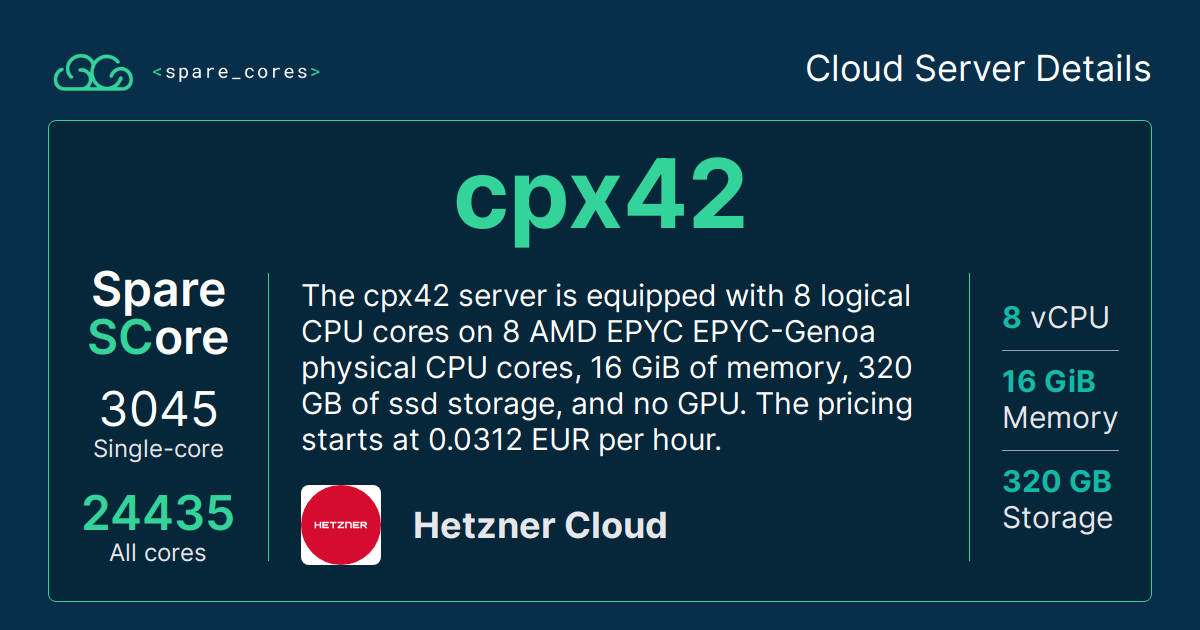 <spare_cores>
Cloud Server Details
cpx42
Spare
SCore
3045
Single-core
24435
All cores
The cpx42 server is equipped with 8 logical
CPU cores on 8 AMD EPYC EPYC-Genoa
physical CPU cores, 16 GiB of memory, 320
GB of ssd storage, and no GPU. The pricing
starts at 0.0312 EUR per hour.
HETZNER
Hetzner Cloud
8 vCPU
16 GiB
Memory
320 GB
Storage